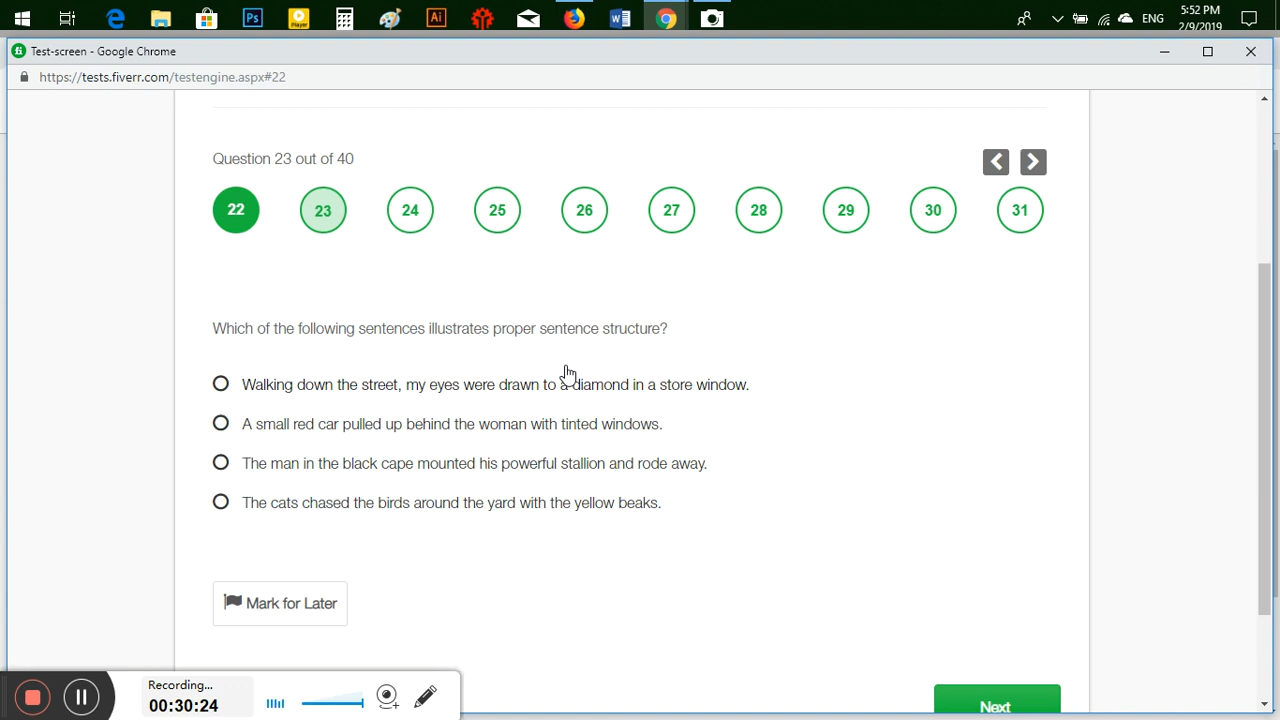 Ps
Player
Ai
ENG
5:52 PM
2/9/2019
Test-screen - Google Chrome
https://tests.fiverr.com/testengine.aspx#22
Question 23 out of 40
22 23 24 25 26 27 28 29 30 31
Which of the following sentences illustrates proper sentence structure?
Walking down the street, my eyes were drawn to a diamond in a store window.
A small red car pulled up behind the woman with tinted windows.
The man in the black cape mounted his powerful stallion and rode away.
The cats chased the birds around the yard with the yellow beaks.
Mark for Later
Next
Recording...
00:30:24